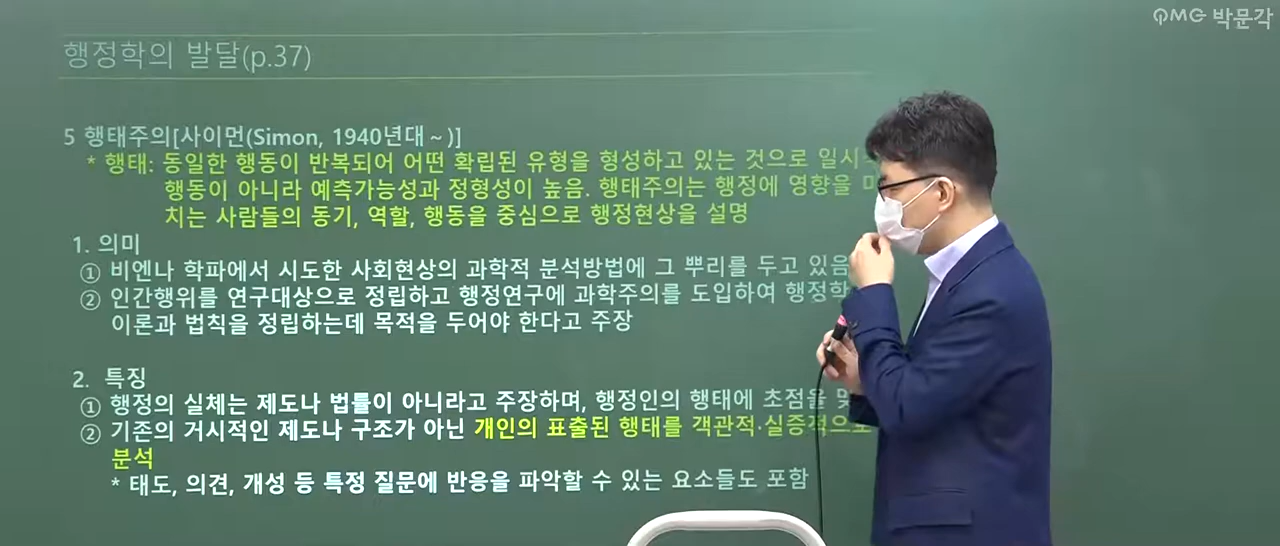 PMG 박문각
행정학의 발달(p.37)
5 행태주의[사이먼(Simon, 1940년대~)]
* 행태: 동일한 행동이 반복되어 어떤 확립된 유형을 형성하고 있는 것으로
행동이 아니라 예측가능성과 정형성이 높음. 행태주의는 행정에 영향을
치는 사람들의 동기, 역할, 행동을 중심으로 행정현상을 설명
1. 의미
① 비엔나 학파에서 시도한 사회현상의 과학적 분석방법에 그 뿌리를 두고 있음
② 인간행위를 연구대상으로 정립하고 행정연구에 과학주의를 도입하여
이론과 법칙을 정립하는데 목적을 두어야 한다고 주장
2. 특징
① 행정의 실체는 제도나 법률이 아니라고 주장하며, 행정인의 행태에 초점을
② 기존의 거시적인 제도나 구조가 아닌 개인의 표출된 행태를 객관적·실증적으로
분석
* 태도, 의견, 개성 등 특정 질문에 반응을 파악할 수 있는 요소들도 포함